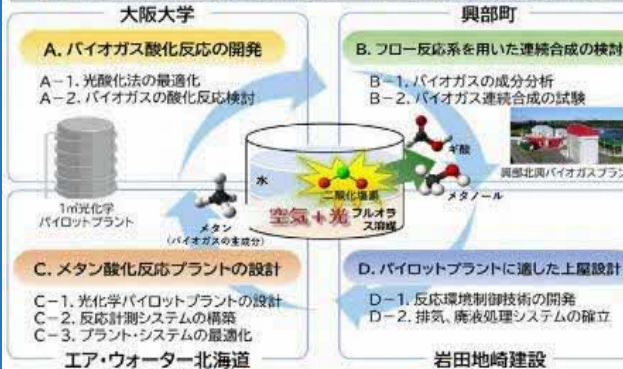 大阪大学
A. バイオガス酸化反応の開発
A-1. 光酸化法の最適化
A-2. バイオガスの酸化反応検討
1㎥光化学
パイロットプラント
興部町
B. フロー反応系を用いた連続合成の検討
B-1. バイオガスの成分分析
B-2. バイオガス連続合成の試験
興部北興バイオガスプラン
水
二酸化塩素
空気+光
フルオラ
ス溶媒
ギ酸
メタノール
メタン
(バイオガスの主成分)
C. メタン酸化反応プラントの設計
C-1. 光化学パイロットプラントの設計
C-2. 反応計測システムの構築
C-3. プラント・システムの最適化
エア・ウォーター北海道
D. パイロットプラントに適した上屋設計
D-1. 反応環境制御技術の開発
D-2. 排気、廃液処理システムの確立
岩田地崎建設